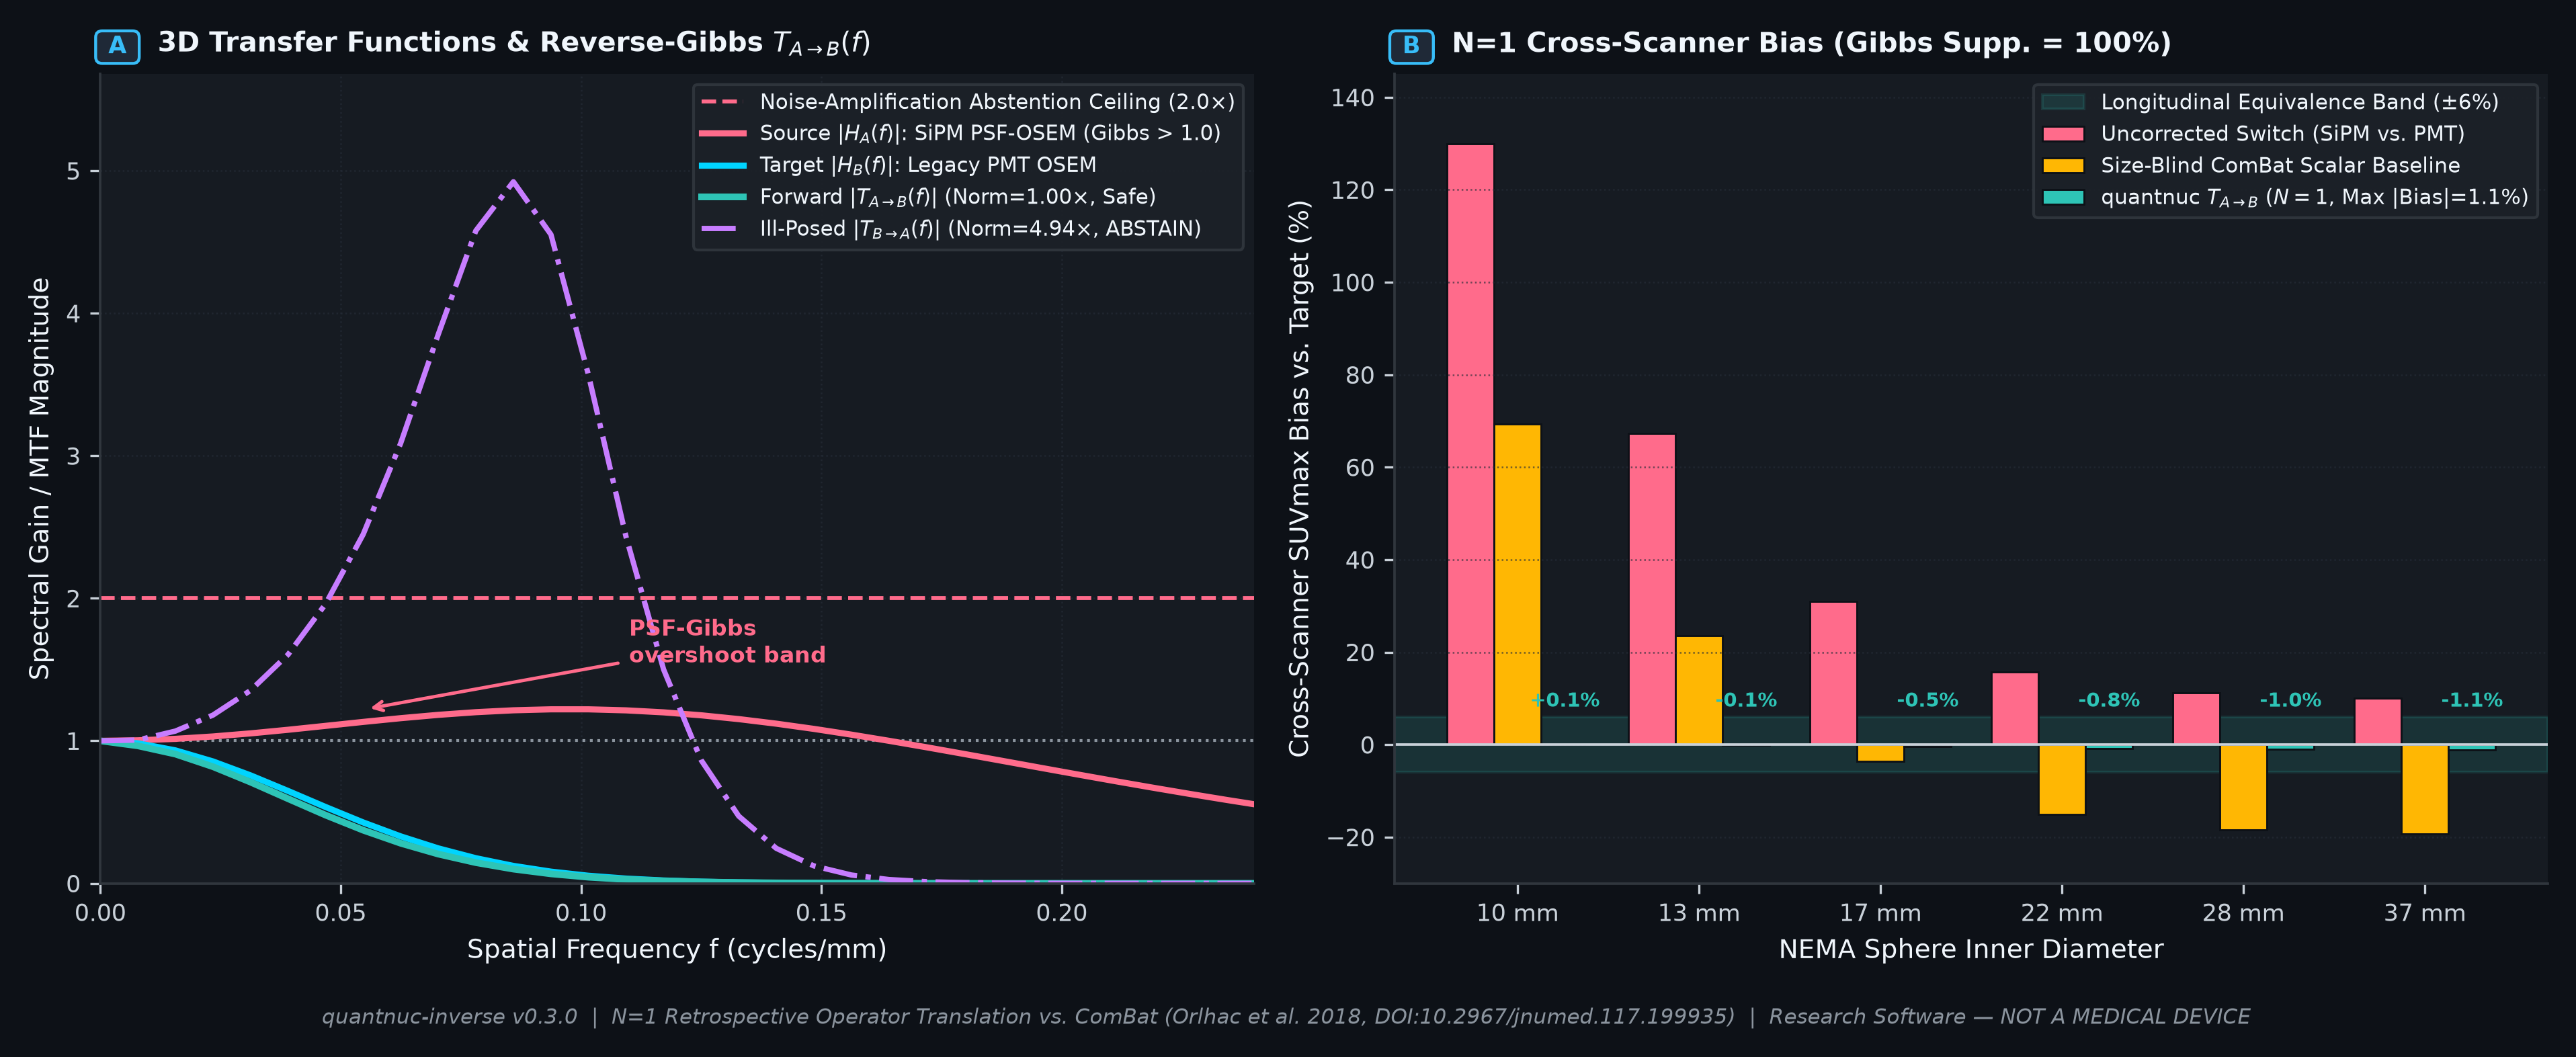 A 3D Transfer Functions & Reverse-Gibbs T_{A→B}(f)
Noise-Amplification Abstention Ceiling (2.0×)
Source |H_A(f)|: SiPM PSF-OSEM (Gibbs > 1.0)
Target |H_B(f)|: Legacy PMT OSEM
Forward |T_{A→B}(f)| (Norm=1.00×, Safe)
Ill-Posed |T_{B→A}(f)| (Norm=4.94×, ABSTAIN)
Spectral Gain / MTF Magnitude
5
4
3
2
1
0
PSF-Gibbs
overshoot band
0.00 0.05 0.10 0.15 0.20
Spatial Frequency f (cycles/mm)
B N=1 Cross-Scanner Bias (Gibbs Supp. = 100%)
Longitudinal Equivalence Band (±6%)
Uncorrected Switch (SiPM vs. PMT)
Size-Blind ComBat Scalar Baseline
quantnuc T_{A→B} (N = 1, Max |Bias|=1.1%)
Cross-Scanner SUVmax Bias vs. Target (%)
140
120
100
80
60
40
20
0
−20
+0.1% -0.1% -0.5% -0.8% -1.0% -1.1%
10 mm 13 mm 17 mm 22 mm 28 mm 37 mm
NEMA Sphere Inner Diameter
quantnuc-inverse v0.3.0 | N=1 Retrospective Operator Translation vs. ComBat (Orlhac et al. 2018, DOI:10.2967/jnumed.117.199935) | Research Software — NOT A MEDICAL DEVICE